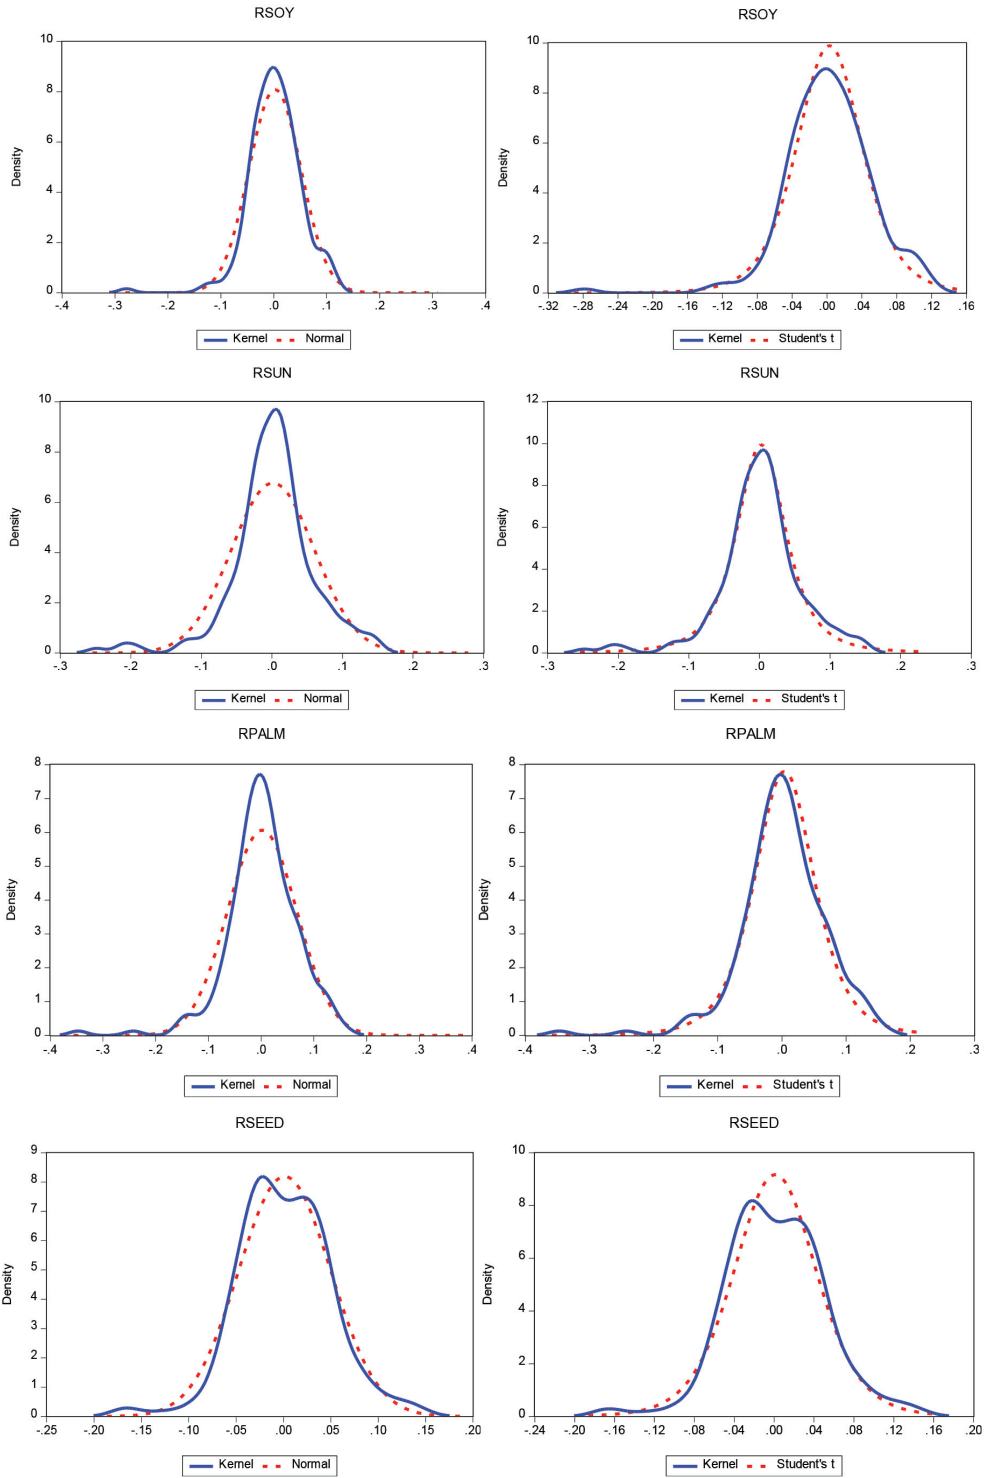 RSOY
10
8
6
4
2
0
Density
-.4 -.3 -.2 -.1 .0 .1 .2 .3 .4
Kernel Normal
RSOY
10
8
6
4
2
0
Density
-.32 -.28 -.24 -.20 -.16 -.12 -.08 -.04 .00 .04 .08 .12 .16
Kernel Student's t
RSUN
10
8
6
4
2
0
Density
-.3 -.2 -.1 .0 .1 .2 .3
Kernel Normal
RSUN
12
10
8
6
4
2
0
Density
-.3 -.2 -.1 .0 .1 .2 .3
Kernel Student's t
RPALM
8
7
6
5
4
3
2
1
0
Density
-.4 -.3 -.2 -.1 .0 .1 .2 .3 .4
Kernel Normal
RPALM
8
7
6
5
4
3
2
1
0
Density
-.4 -.3 -.2 -.1 .0 .1 .2 .3
Kernel Student's t
RSEED
9
8
7
6
5
4
3
2
1
0
Density
-.25 -.20 -.15 -.10 -.05 .00 .05 .10 .15 .20
Kernel Normal
RSEED
10
8
6
4
2
0
Density
-.24 -.20 -.16 -.12 -.08 -.04 .00 .04 .08 .12 .16 .20
Kernel Student's t